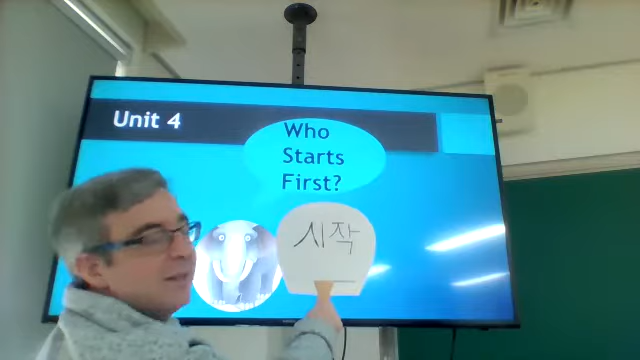 Unit 4
Who
Starts
First?
시작